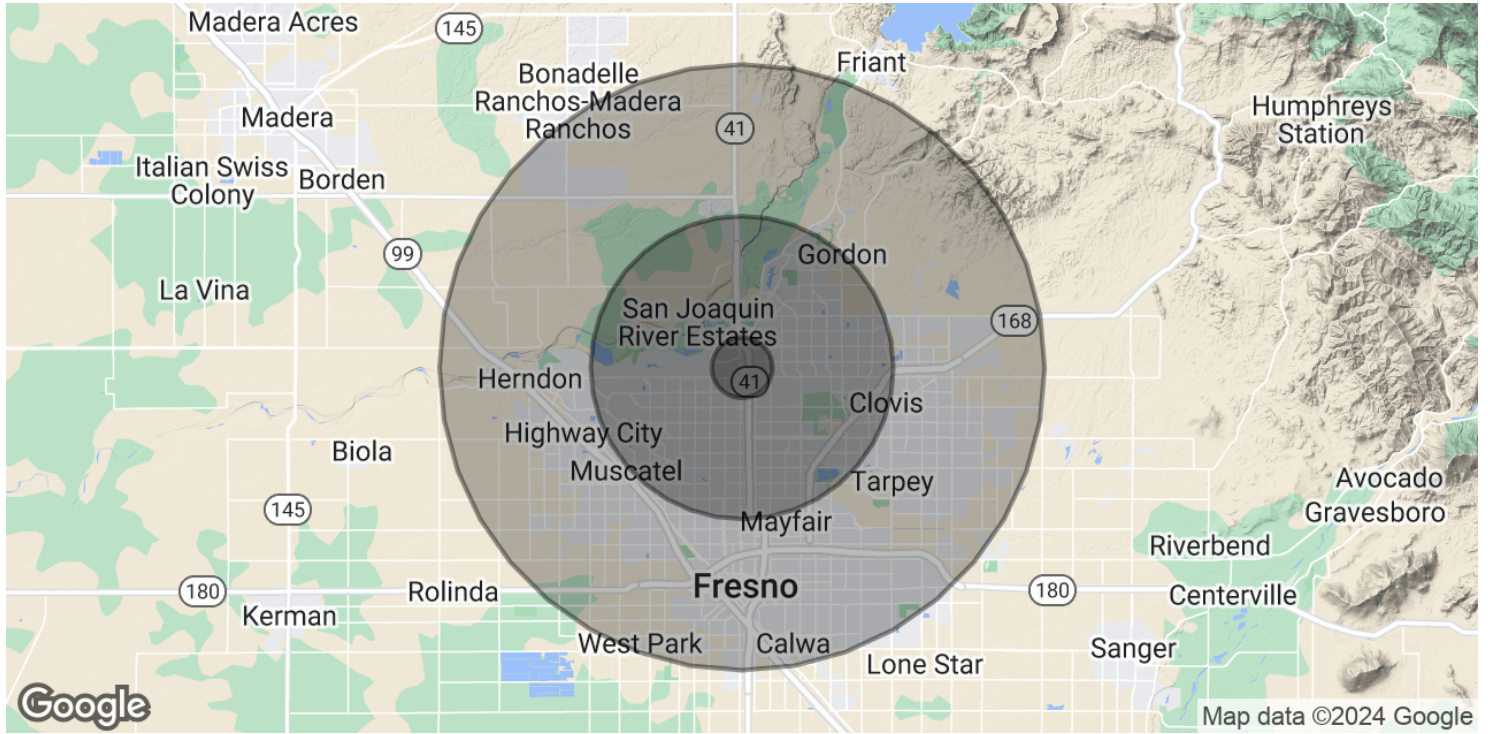 Madera Acres
145
Friant
Bonadelle
Ranchos-Madera
Ranchos
Humphreys
Station
Madera
41
Italian Swiss
Colony
Borden
99
Gordon
La Vina
San Joaquin
River Estates
168
Herndon
41
Clovis
Highway City
Biola
Muscatel
Tarpey
Avocado
145
Gravesboro
Mayfair
Riverbend
180
Rolinda
Fresno
180
Centerville
Kerman
West Park
Calwa
Sanger
Lone Star
Google
Map data ©2024 Google